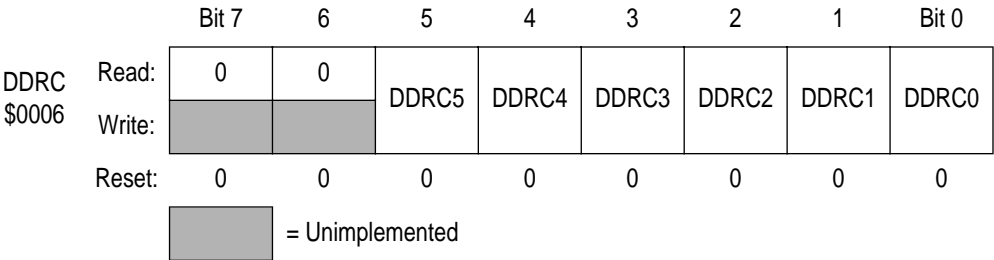 Bit 7 6 5 4 3 2 1 Bit 0
DDRC $0006 Read: 0 0 DDRC5 DDRC4 DDRC3 DDRC2 DDRC1 DDRC0
Write:
Reset: 0 0 0 0 0 0 0 0
= Unimplemented